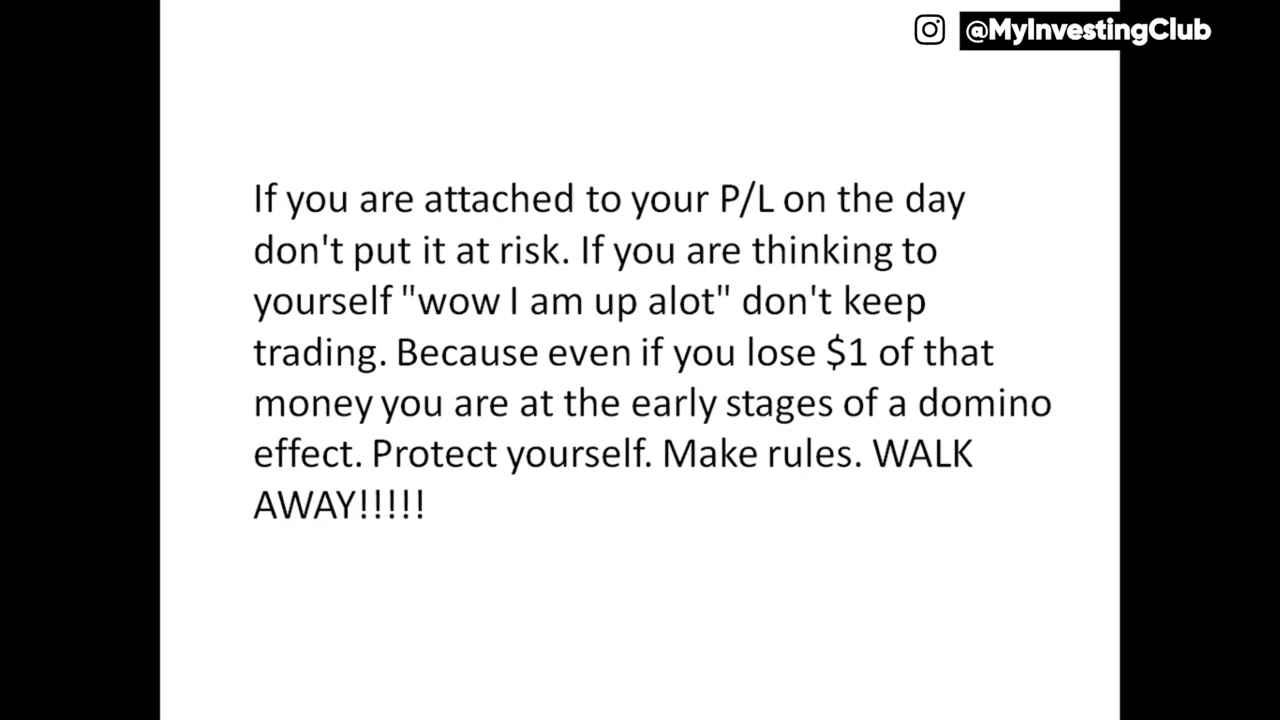 @MyInvestingClub
If you are attached to your P/L on the day
don't put it at risk. If you are thinking to
yourself "wow I am up alot" don't keep
trading. Because even if you lose $1 of that
money you are at the early stages of a domino
effect. Protect yourself. Make rules. WALK
AWAY!!!!!